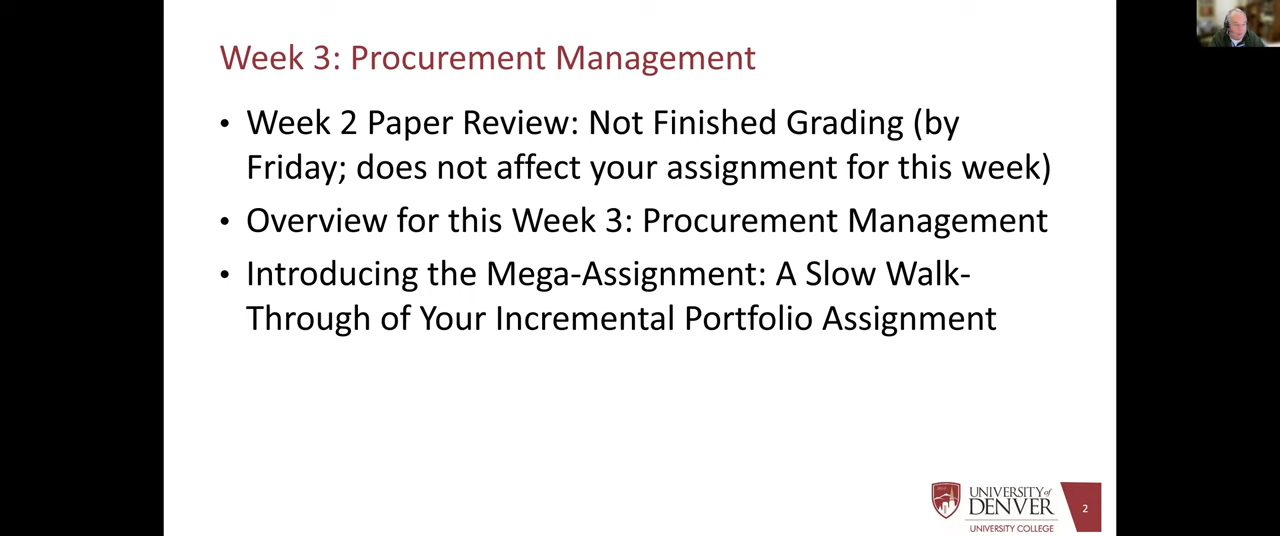 Week 3: Procurement Management
• Week 2 Paper Review: Not Finished Grading (by
Friday; does not affect your assignment for this week)
• Overview for this Week 3: Procurement Management
• Introducing the Mega-Assignment: A Slow Walk-
Through of Your Incremental Portfolio Assignment
UNIVERSITY of
DENVER
UNIVERSITY COLLEGE
2